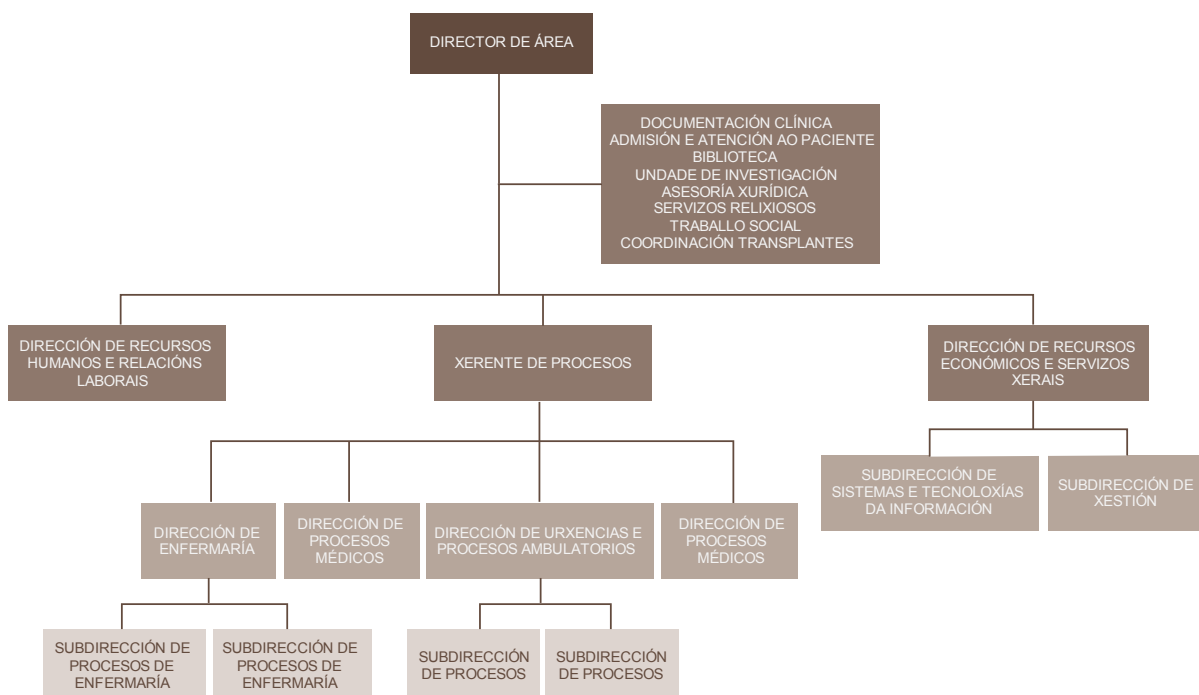 DIRECTOR DE ÁREA
DOCUMENTACIÓN CLÍNICA
ADMISIÓN E ATENCIÓN AO PACIENTE
BIBLIOTECA
UNDADE DE INVESTIGACIÓN
ASESORÍA XURÍDICA
SERVIZOS RELIXIOSOS
TRABALLO SOCIAL
COORDINACIÓN TRANSPLANTES
DIRECCIÓN DE RECURSOS
HUMANOS E RELACIÓNS
LABORAIS
XERENTE DE PROCESOS
DIRECCIÓN DE RECURSOS
ECONÓMICOS E SERVIZOS
XERAIS
SUBDIRECCIÓN DE
SISTEMAS E TECNOLOXÍAS
DA INFORMACIÓN
SUBDIRECCIÓN DE
XESTIÓN
DIRECCIÓN DE
ENFERMARÍA
DIRECCIÓN DE
PROCESOS
MÉDICOS
DIRECCIÓN DE URXENCIAS E
PROCESOS AMBULATORIOS
DIRECCIÓN DE
PROCESOS
MÉDICOS
SUBDIRECCIÓN DE
PROCESOS DE
ENFERMARÍA
SUBDIRECCIÓN DE
PROCESOS DE
ENFERMARÍA
SUBDIRECCIÓN
DE PROCESOS
SUBDIRECCIÓN
DE PROCESOS